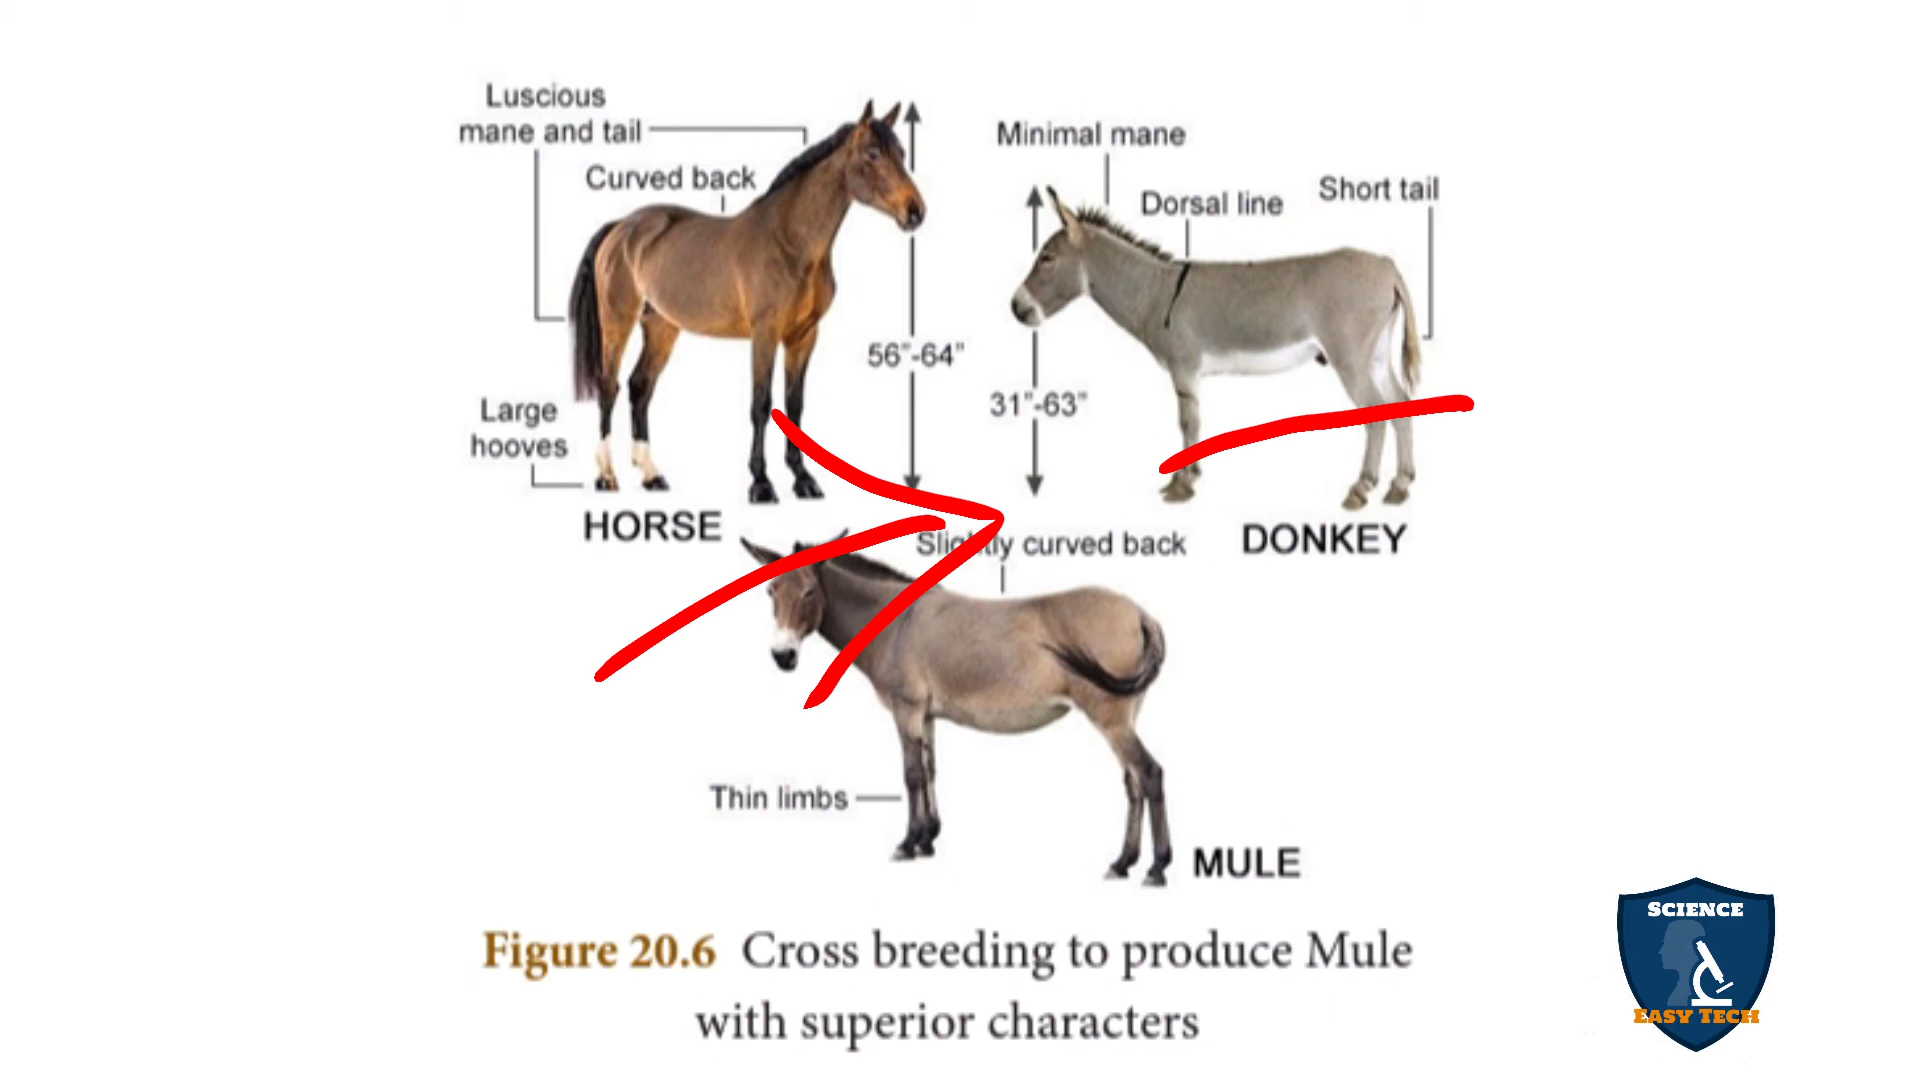 Luscious
mane and tail
Curved back
Large
hooves
56"-64"
HORSE
Minimal mane
Dorsal line
Short tail
31"-63"
DONKEY
Slightly curved back
Thin limbs
MULE
Figure 20.6 Cross breeding to produce Mule
with superior characters
SCIENCE
EASY TECH